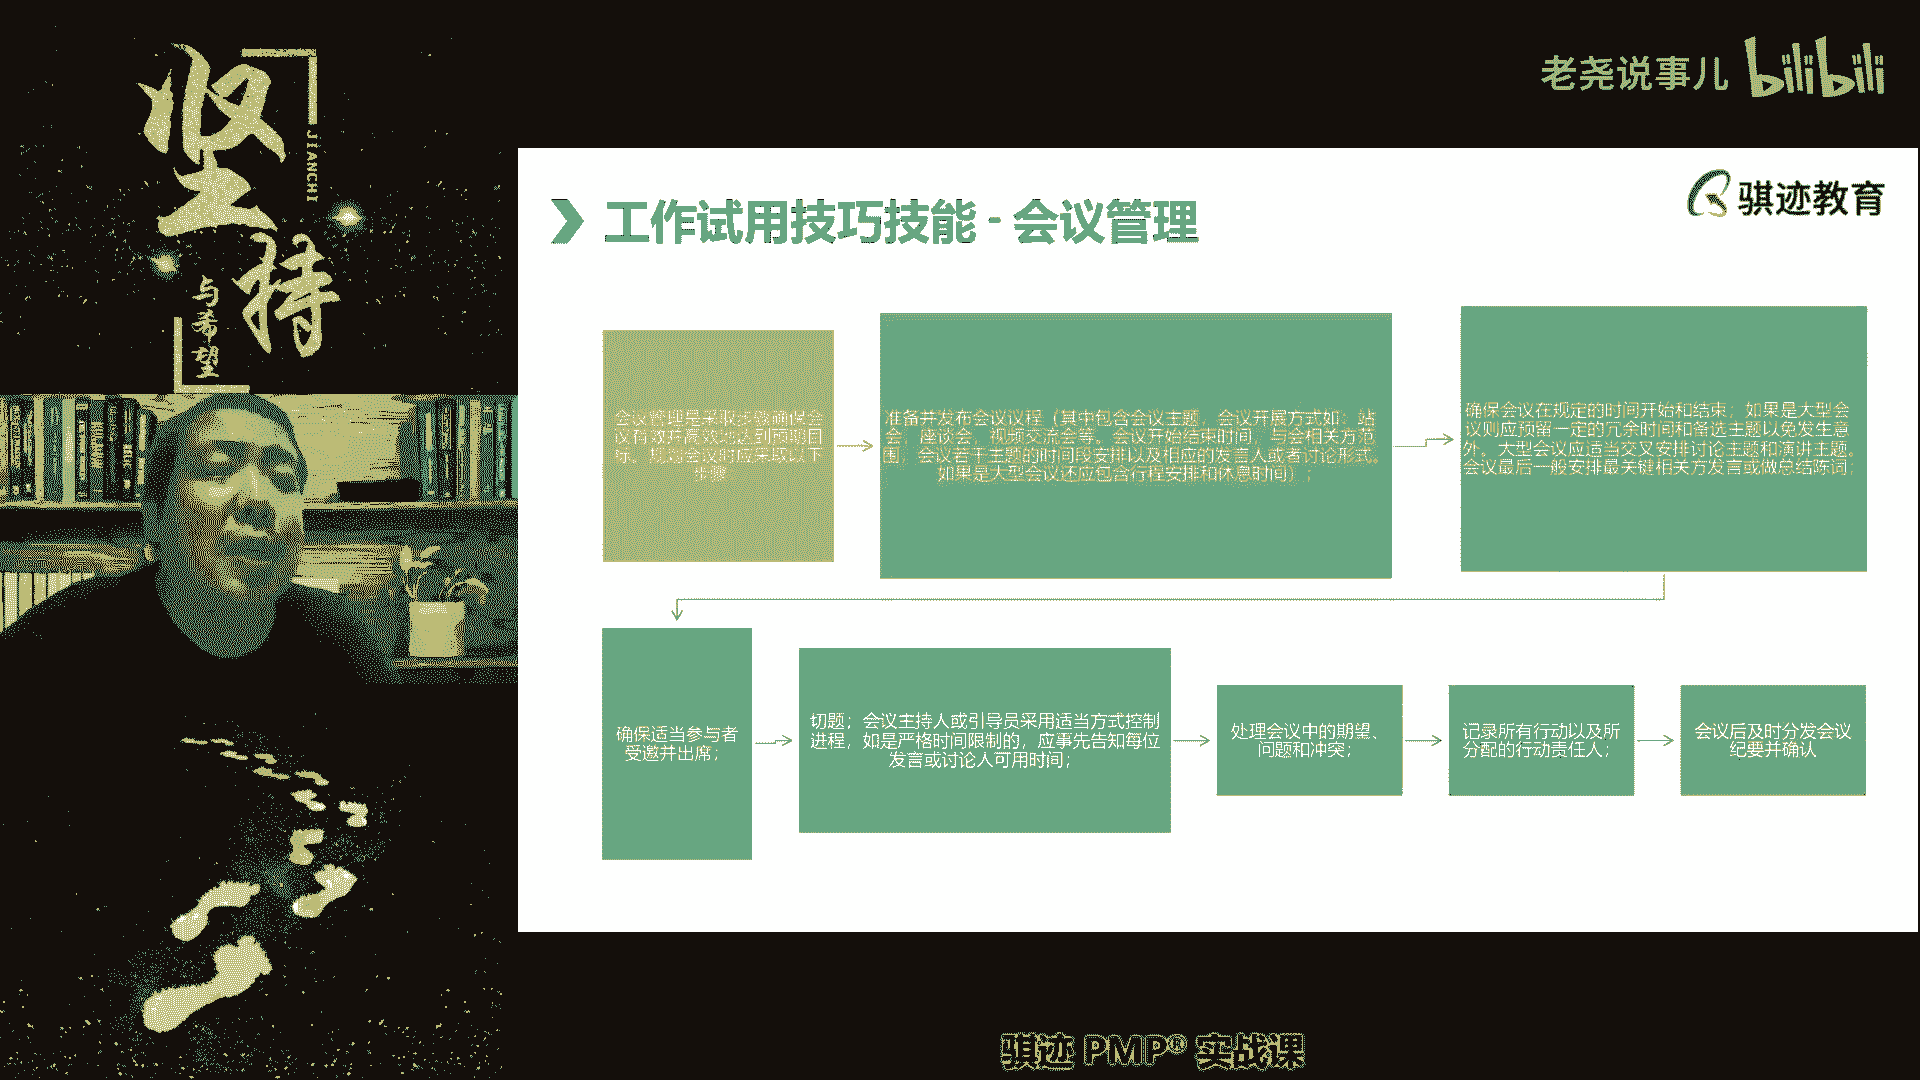 坚持
JIANCHI
与希望
老尧说事儿 bilibili
骐迹教育
工作试用技巧技能 - 会议管理
会议管理是采取步骤确保会
议有效并高效地达到预期目
标。规划会议时应采取以下
步骤
准备并发布会议议程（其中包含会议主题、会议开展方式如：站
会、座谈会、视频交流会等。会议开始结束时间，与会相关方范
围，会议若干主题的时间段安排以及相应的发言人或者讨论形式。
如果是大型会议还应包含行程安排和休息时间）；
确保会议在规定的时间开始和结束；如果是大型会
议则应预留一定的冗余时间和备选主题以免发生意
外。大型会议应适当交叉安排讨论主题和演讲主题。
会议最后一般安排最关键相关方发言或做总结陈词；
确保适当参与者
受邀并出席；
切题；会议主持人或引导员采用适当方式控制
进程，如是严格时间限制的，应事先告知每位
发言或讨论人可用时间；
处理会议中的期望、
问题和冲突；
记录所有行动以及所
分配的行动责任人；
会议后及时分发会议
纪要并确认
骐迹 PMP® 实战课